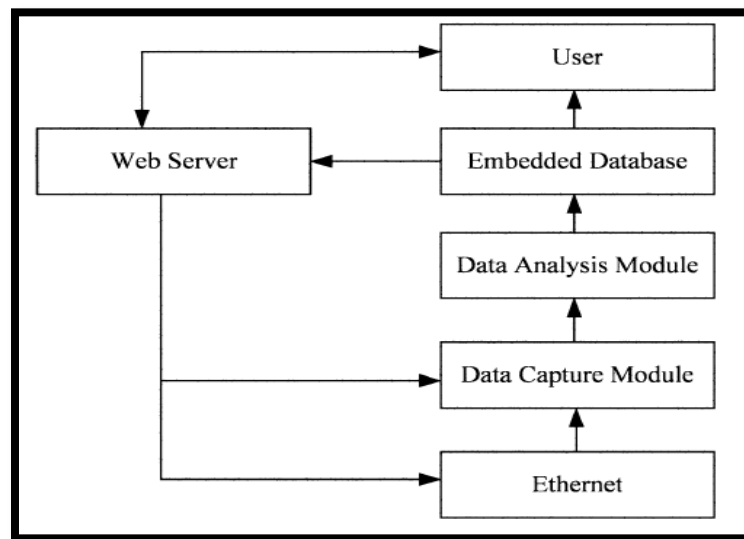 User
Web Server
Embedded Database
Data Analysis Module
Data Capture Module
Ethernet